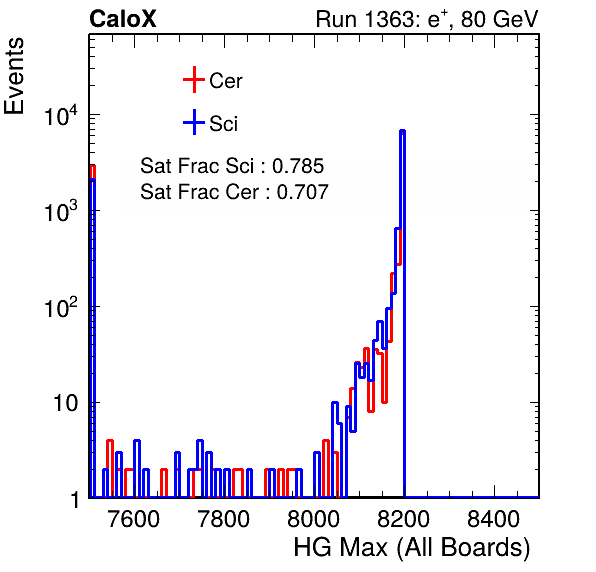 CaloX Run 1363: e⁺, 80 GeV
Events
Cer
Sci
Sat Frac Sci : 0.785
Sat Frac Cer : 0.707
10⁴
10³
10²
10
1
7600 7800 8000 8200 8400
HG Max (All Boards)